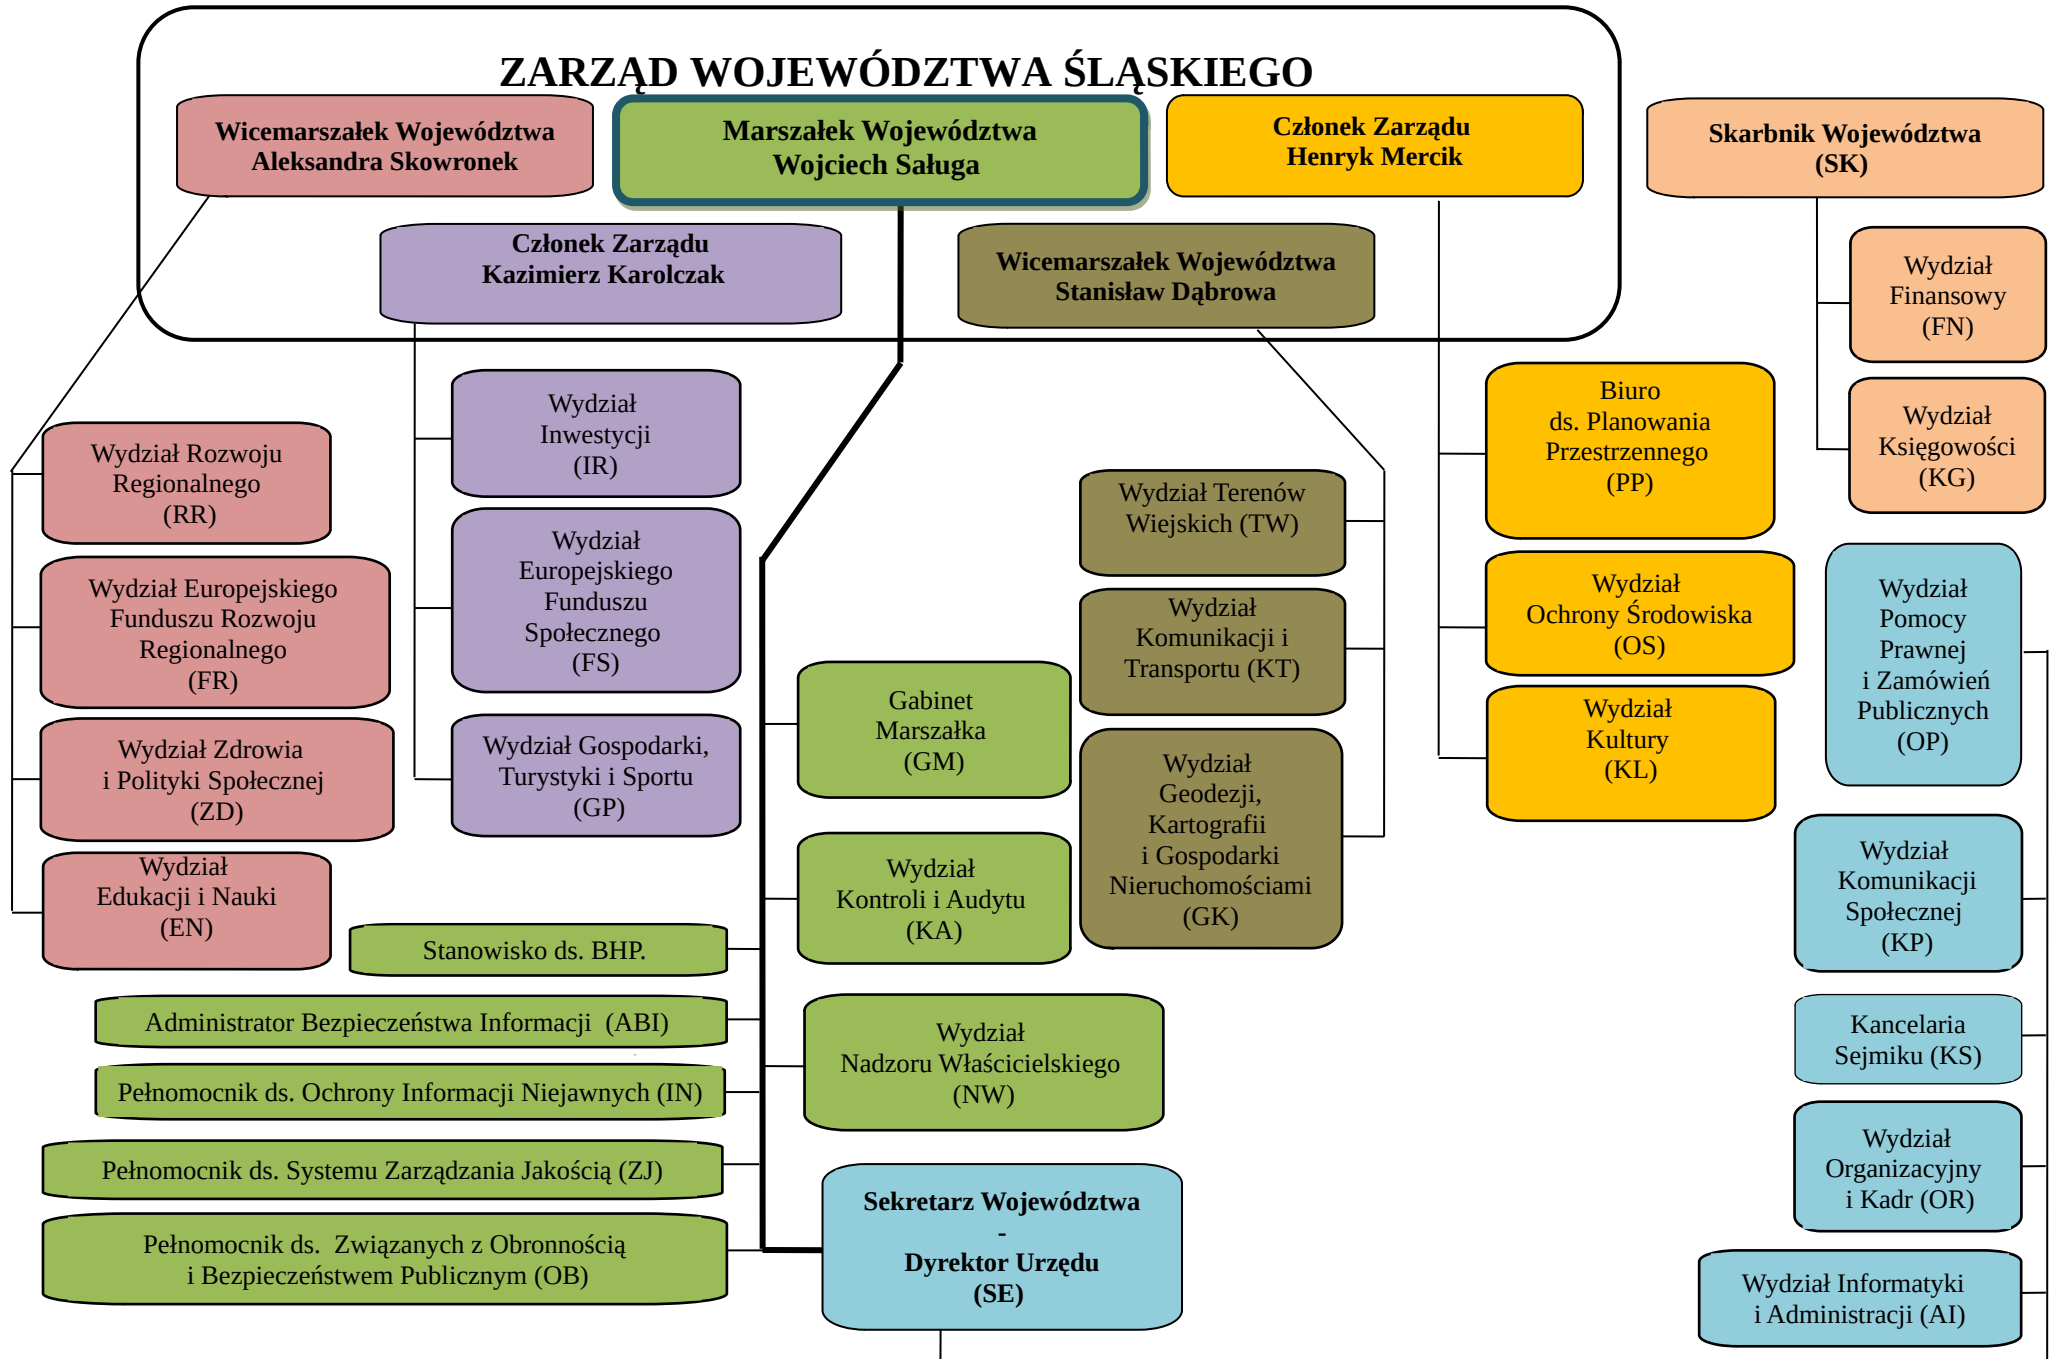 ZARZĄD WOJEWÓDZTWA ŚLĄSKIEGO
Wicemarszałek Województwa
Aleksandra Skowronek
Marszałek Województwa
Wojciech Saługa
Członek Zarządu
Henryk Mercik
Skarbnik Województwa
(SK)
Członek Zarządu
Kazimierz Karolczak
Wicemarszałek Województwa
Stanisław Dąbrowa
Wydział
Finansowy
(FN)
Wydział
Księgowości
(KG)
Wydział Rozwoju
Regionalnego
(RR)
Wydział Europejskiego
Funduszu Rozwoju
Regionalnego
(FR)
Wydział Zdrowia
i Polityki Społecznej
(ZD)
Wydział
Edukacji i Nauki
(EN)
Wydział
Inwestycji
(IR)
Wydział
Europejskiego
Funduszu
Społecznego
(FS)
Wydział Gospodarki,
Turystyki i Sportu
(GP)
Gabinet
Marszałka
(GM)
Wydział
Kontroli i Audytu
(KA)
Wydział
Nadzoru Właścicielskiego
(NW)
Stanowisko ds. BHP.
Administrator Bezpieczeństwa Informacji (ABI)
Pełnomocnik ds. Ochrony Informacji Niejawnych (IN)
Pełnomocnik ds. Systemu Zarządzania Jakością (ZJ)
Pełnomocnik ds. Związanych z Obronnością
i Bezpieczeństwem Publicznym (OB)
Sekretarz Województwa
-
Dyrektor Urzędu
(SE)
Wydział Terenów
Wiejskich (TW)
Wydział
Komunikacji i
Transportu (KT)
Wydział
Geodezji,
Kartografii
i Gospodarki
Nieruchomościami
(GK)
Biuro
ds. Planowania
Przestrzennego
(PP)
Wydział
Ochrony Środowiska
(OS)
Wydział
Kultury
(KL)
Wydział
Pomocy
Prawnej
i Zamówień
Publicznych
(OP)
Wydział
Komunikacji
Społecznej
(KP)
Kancelaria
Sejmiku (KS)
Wydział
Organizacyjny
i Kadr (OR)
Wydział Informatyki
i Administracji (AI)